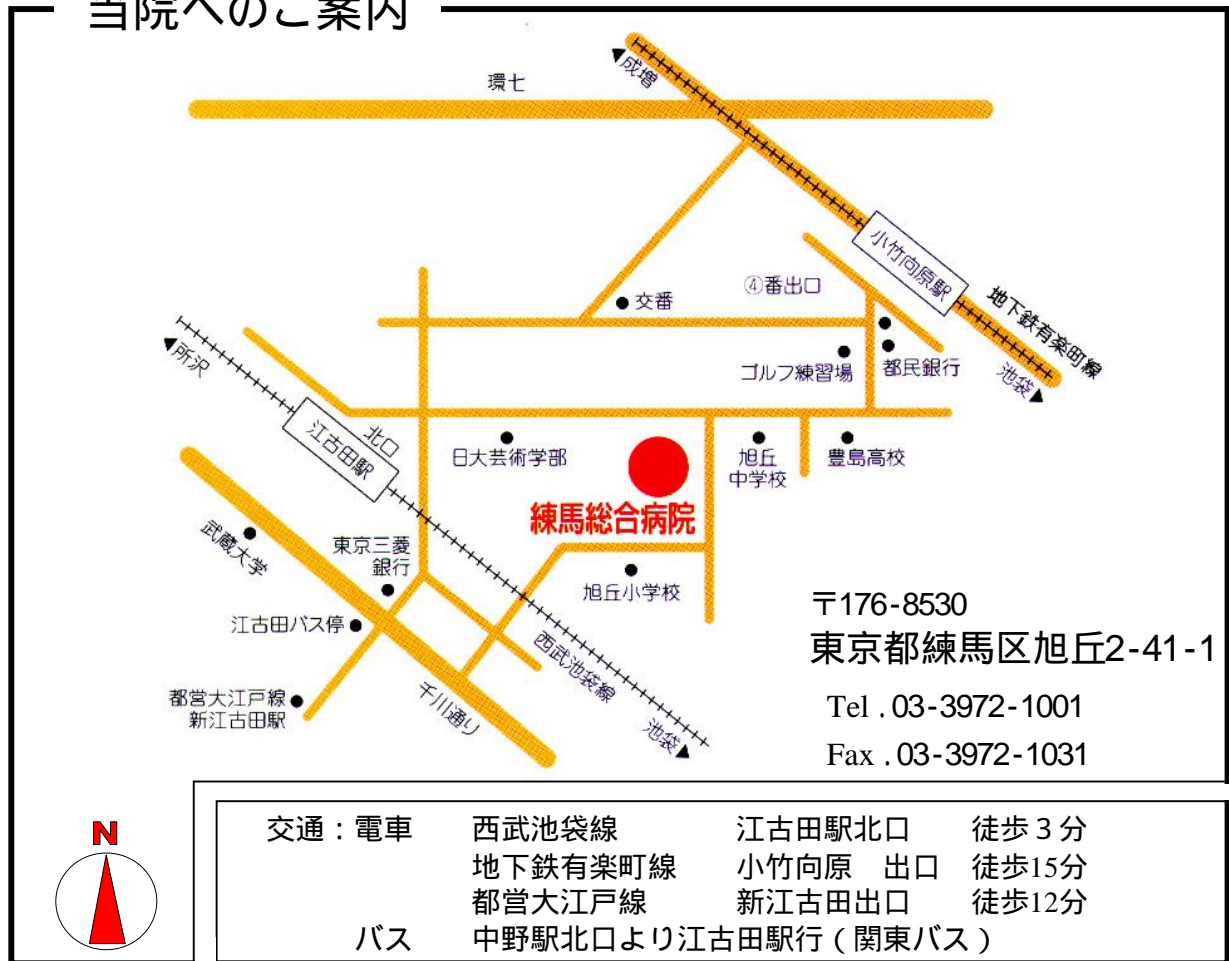 当院へのご案内
環七
▲成増
小竹向原駅
地下鉄有楽町線
池袋▲
④番出口
交番
ゴルフ練習場
都民銀行
▲所沢
江古田駅
北口
日大芸術学部
旭丘
中学校
豊島高校
練馬総合病院
武蔵大学
東京三菱
銀行
旭丘小学校
江古田バス停
西武池袋線
都営大江戸線
新江古田駅
千川通り
池袋▲
〒176-8530
東京都練馬区旭丘2-41-1
Tel . 03-3972-1001
Fax . 03-3972-1031
N
交通：電車 西武池袋線 江古田駅北口 徒歩３分
地下鉄有楽町線 小竹向原 出口 徒歩15分
都営大江戸線 新江古田出口 徒歩12分
バス 中野駅北口より江古田駅行（関東バス）